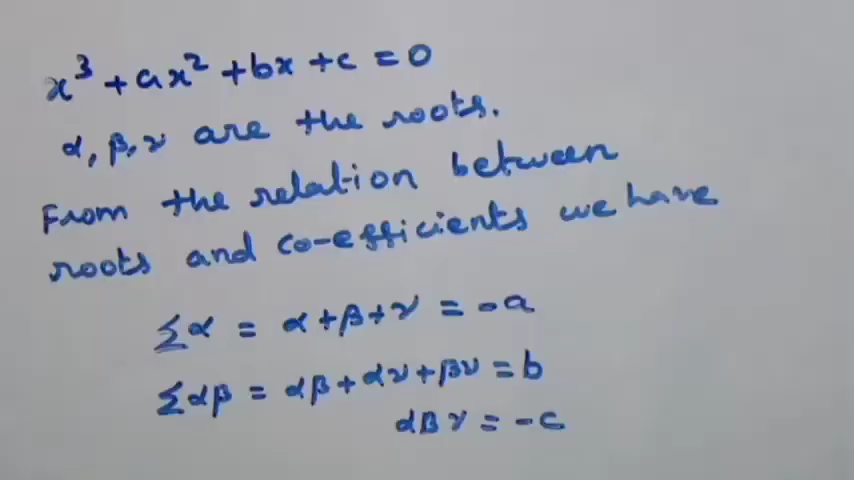 x³ + ax² + bx + c = 0
α, β, γ are the roots.
From the relation between
roots and co-efficients we have
Σα = α + β + γ = -a
Σαβ = αβ + αγ + βγ = b
αβγ = -c